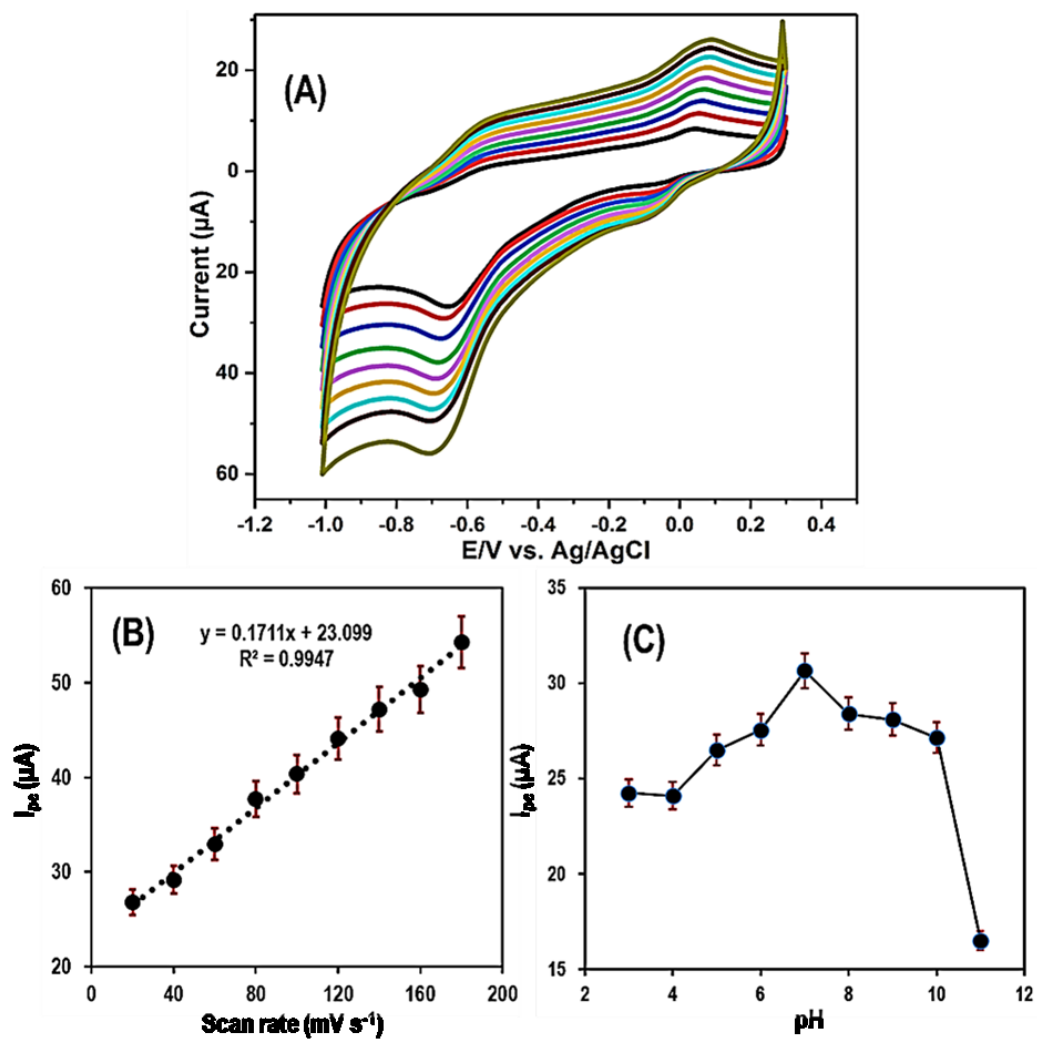 (A)
Current (µA)
20
0
20
40
60
-1.2 -1.0 -0.8 -0.6 -0.4 -0.2 0.0 0.2 0.4
E/V vs. Ag/AgCl
(B)
y = 0.1711x + 23.099
R² = 0.9947
Ipc (µA)
60
50
40
30
20
0 40 80 120 160 200
Scan rate (mV s-1)
(C)
Ipc (µA)
35
30
25
20
15
2 4 6 8 10 12
pH